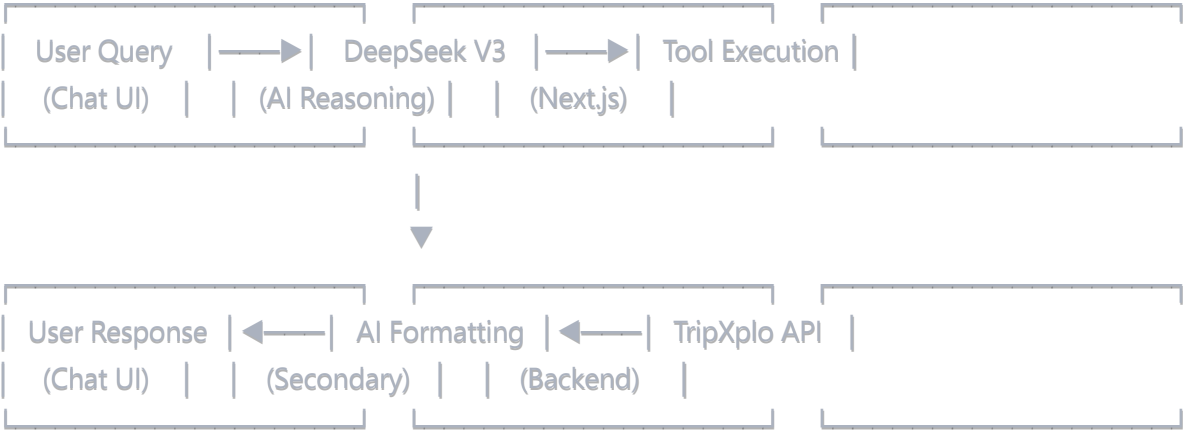 User Query DeepSeek V3 Tool Execution
(Chat UI) (AI Reasoning) (Next.js)
User Response AI Formatting TripXplo API
(Chat UI) (Secondary) (Backend)